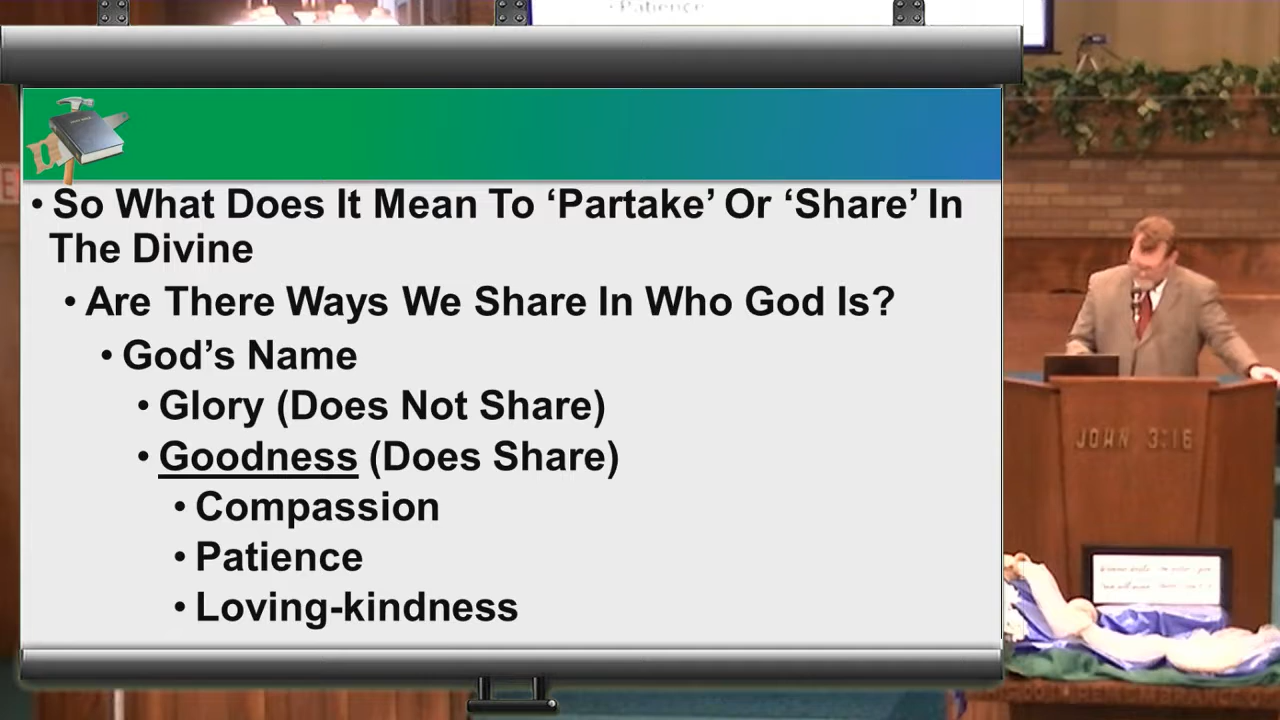 · Patience
• So What Does It Mean To ‘Partake’ Or ‘Share’ In
The Divine
• Are There Ways We Share In Who God Is?
• God’s Name
• Glory (Does Not Share)
• Goodness (Does Share)
• Compassion
• Patience
• Loving-kindness
JOHN 3:16